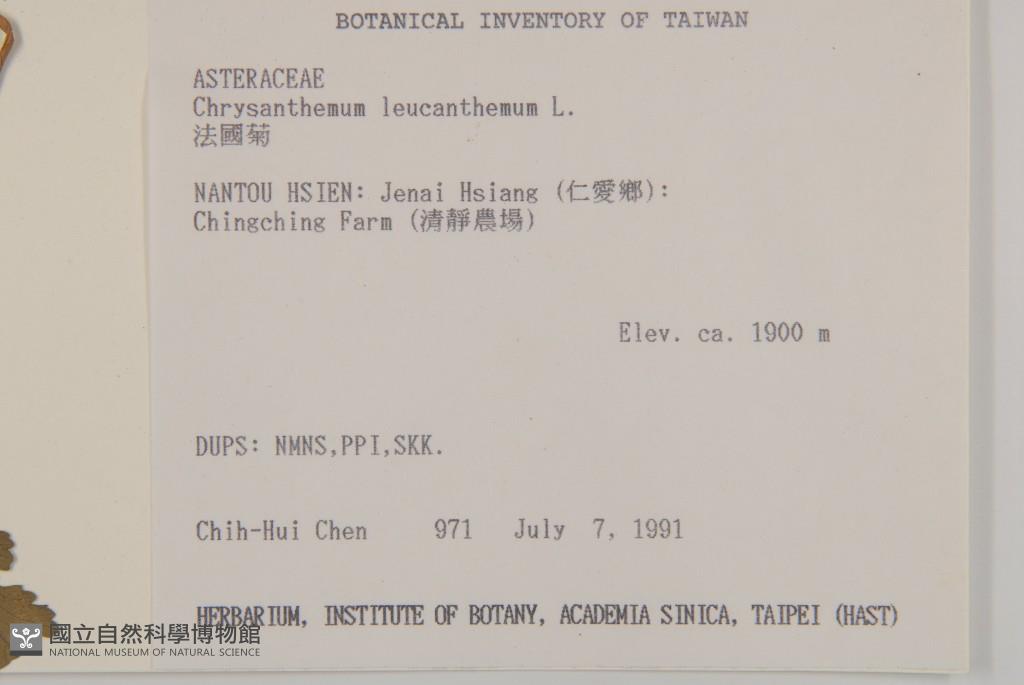 BOTANICAL INVENTORY OF TAIWAN
ASTERACEAE
Chrysanthemum leucanthemum L.
法國菊
NANTOU HSIEN: Jenai Hsiang (仁愛鄉):
Chingching Farm (清靜農場)
Elev. ca. 1900 m
DUPS: NMNS,PPI,SKK.
Chih-Hui Chen 971 July 7, 1991
HERBARIUM, INSTITUTE OF BOTANY, ACADEMIA SINICA, TAIPEI (HAST)
國立自然科學博物館
NATIONAL MUSEUM OF NATURAL SCIENCE